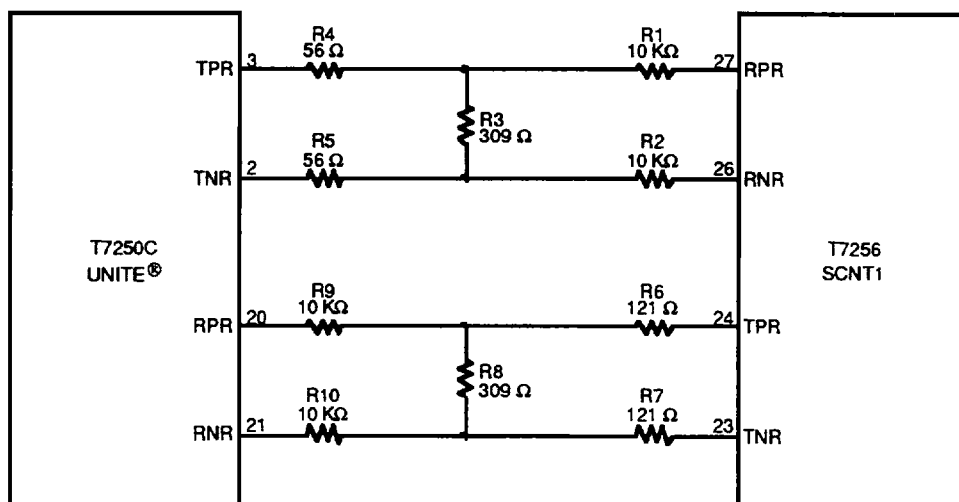 R4
56 Ω
R1
10 KΩ
TPR 3
27 RPR
R3
309 Ω
R5
56 Ω
R2
10 KΩ
TNR 2
26 RNR
T7250C
UNITE®
T7256
SCNT1
R9
10 KΩ
R6
121 Ω
RPR 20
24 TPR
R8
309 Ω
R10
10 KΩ
R7
121 Ω
RNR 21
23 TNR